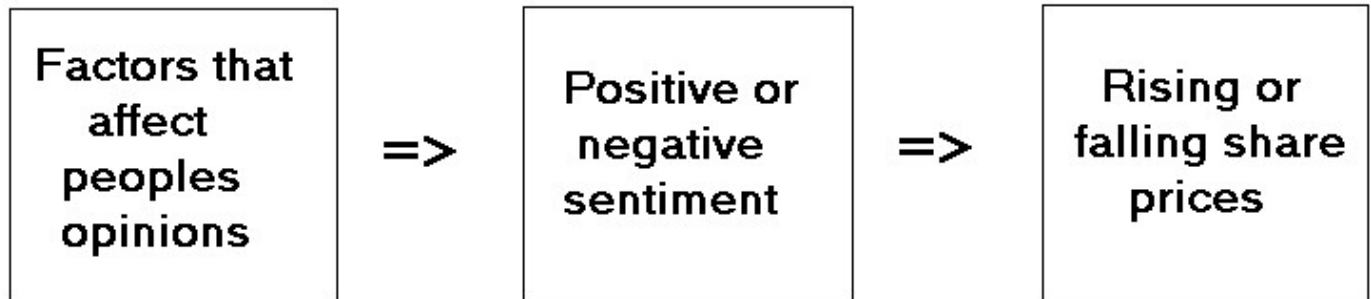 Factors that
affect
peoples
opinions
=>
Positive or
negative
sentiment
=>
Rising or
falling share
prices